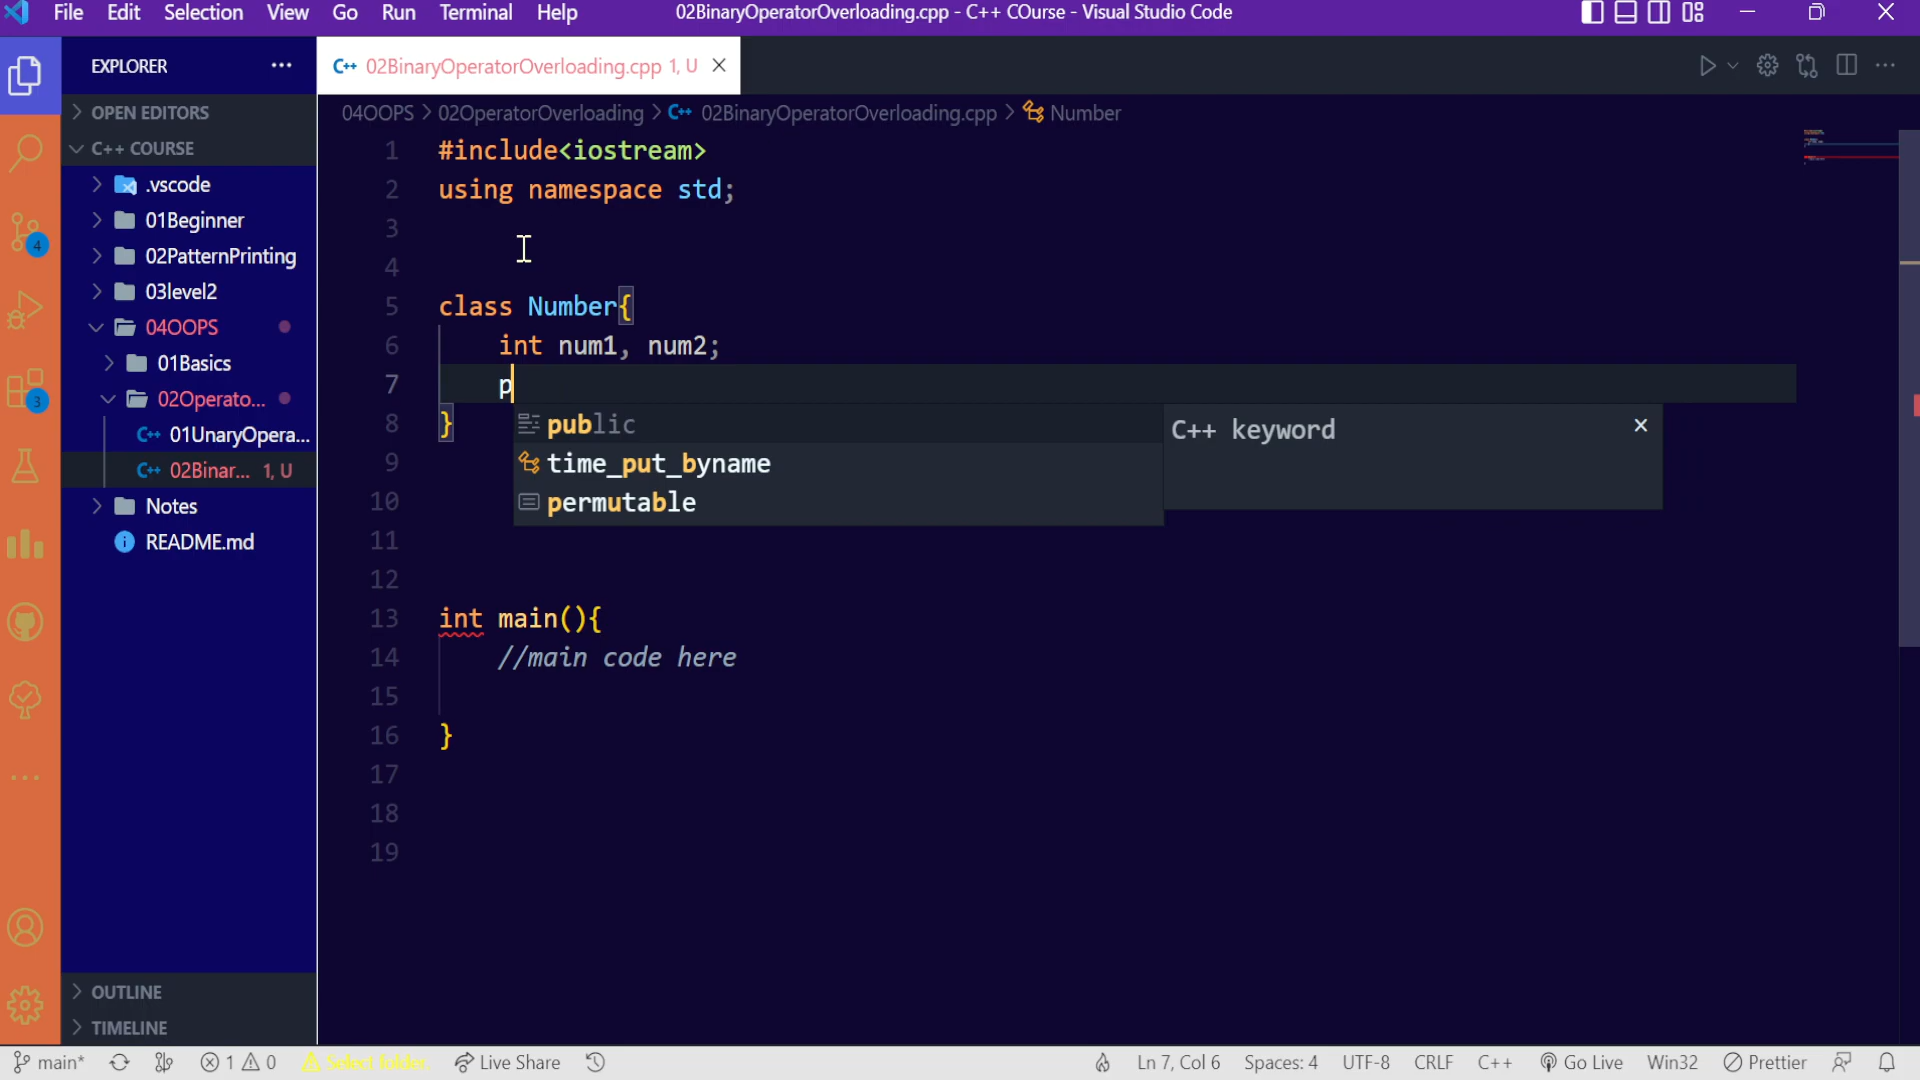 File Edit Selection View Go Run Terminal Help 02BinaryOperatorOverloading.cpp - C++ COurse - Visual Studio Code
EXPLORER
OPEN EDITORS
C++ COURSE
.vscode
01Beginner
02PatternPrinting
03level2
04OOPS
01Basics
02Operato...
C++ 01UnaryOpera...
C++ 02Binar... 1, U
Notes
README.md
OUTLINE
TIMELINE
4
3
C++ 02BinaryOperatorOverloading.cpp 1, U
04OOPS > 02OperatorOverloading > C++ 02BinaryOperatorOverloading.cpp > Number
1 #include<iostream>
2 using namespace std;
3
4
5 class Number{
6 int num1, num2;
7 p
8 }
9
10
11
12
13 int main(){
14 //main code here
15
16 }
17
18
19
public
time_put_byname
permutable
C++ keyword
main* 1 0 Select folder. Live Share Ln 7, Col 6 Spaces: 4 UTF-8 CRLF C++ Go Live Win32 Prettier